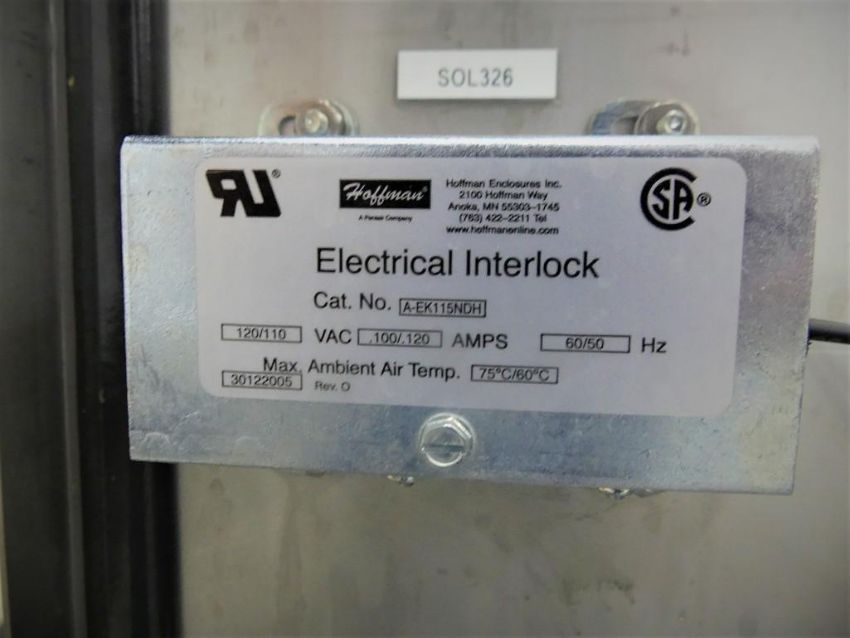 SOL326
RU®
Hoffman®
A Pentair Company
Hoffman Enclosures Inc.
2100 Hoffman Way
Anoka, MN 55303-1745
(763) 422-2211 Tel
www.hoffmanonline.com
SA®
Electrical Interlock
Cat. No. A-EK115NDH
120/110 VAC .100/.120 AMPS 60/50 Hz
Max. Ambient Air Temp. 75°C/60°C
30122005 Rev. O